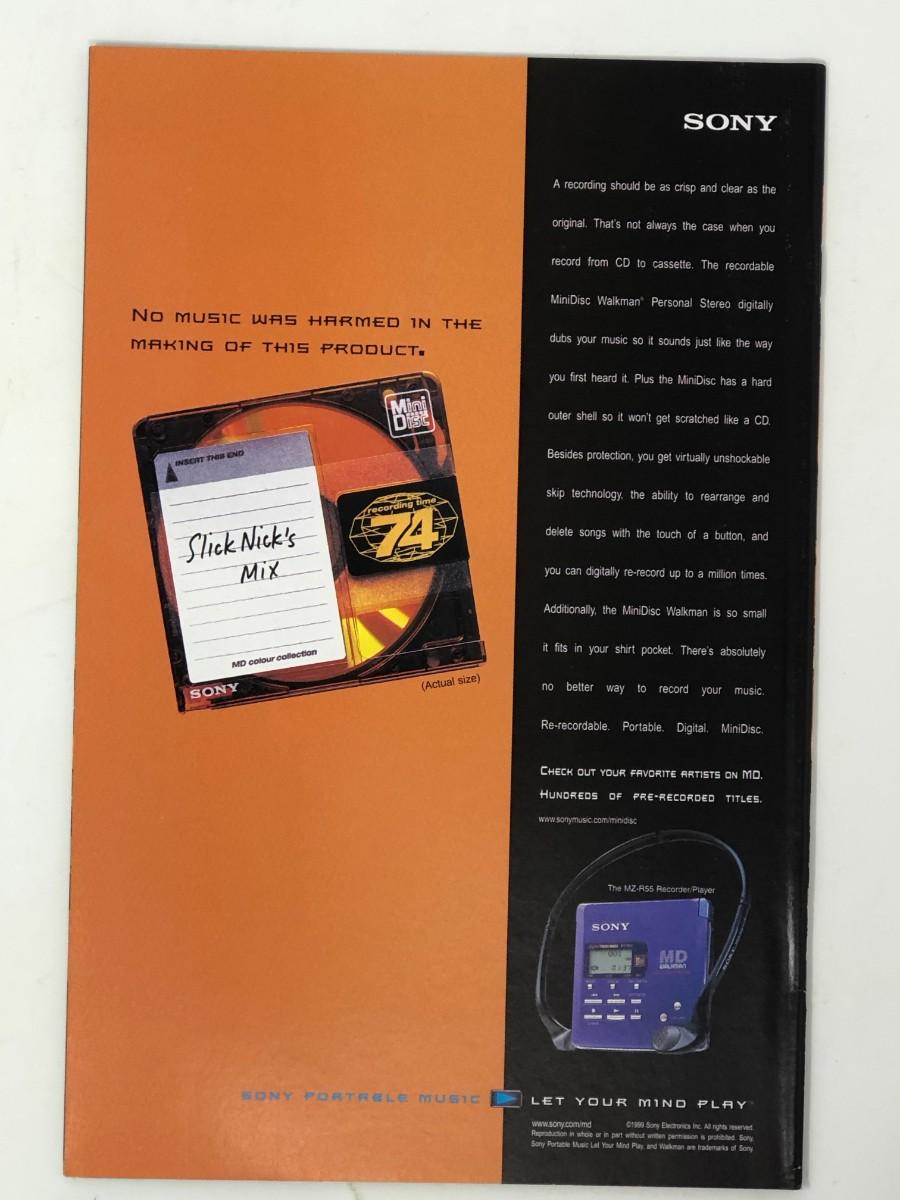 SONY
A recording should be as crisp and clear as the
original. That's not always the case when you
record from CD to cassette. The recordable
MiniDisc Walkman® Personal Stereo digitally
dubs your music so it sounds just like the way
you first heard it. Plus the MiniDisc has a hard
outer shell so it won't get scratched like a CD.
Besides protection, you get virtually unshockable
skip technology, the ability to rearrange and
delete songs with the touch of a button, and
you can digitally re-record up to a million times.
Additionally, the MiniDisc Walkman is so small
it fits in your shirt pocket. There's absolutely
no better way to record your music.
Re-recordable. Portable. Digital. MiniDisc.
CHECK OUT YOUR FAVORITE ARTISTS ON MD.
HUNDREDS OF PRE-RECORDED TITLES.
www.sonymusic.com/minidisc
The MZ-R55 Recorder/Player
SONY
MD
WALKMAN
NO MUSIC WAS HARMED IN THE
MAKING OF THIS PRODUCT.
Mini
Disc
INSERT THIS END
recording time
74
Slick Nick's
Mix
MD colour collection
SONY
(Actual size)
SONY PORTABLE MUSIC LET YOUR MIND PLAY
www.sony.com/md ©1999 Sony Electronics Inc. All rights reserved.
Reproduction in whole or in part without written permission is prohibited. Sony,
Sony Portable Music Let Your Mind Play, and Walkman are trademarks of Sony.